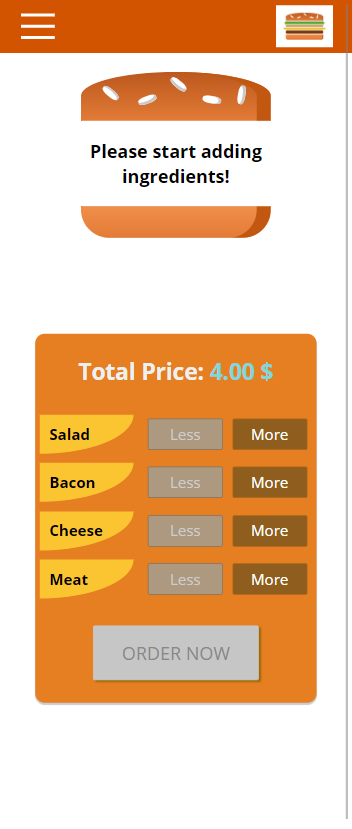 Please start adding
ingredients!
Total Price: 4.00 $
Salad Less More
Bacon Less More
Cheese Less More
Meat Less More
ORDER NOW